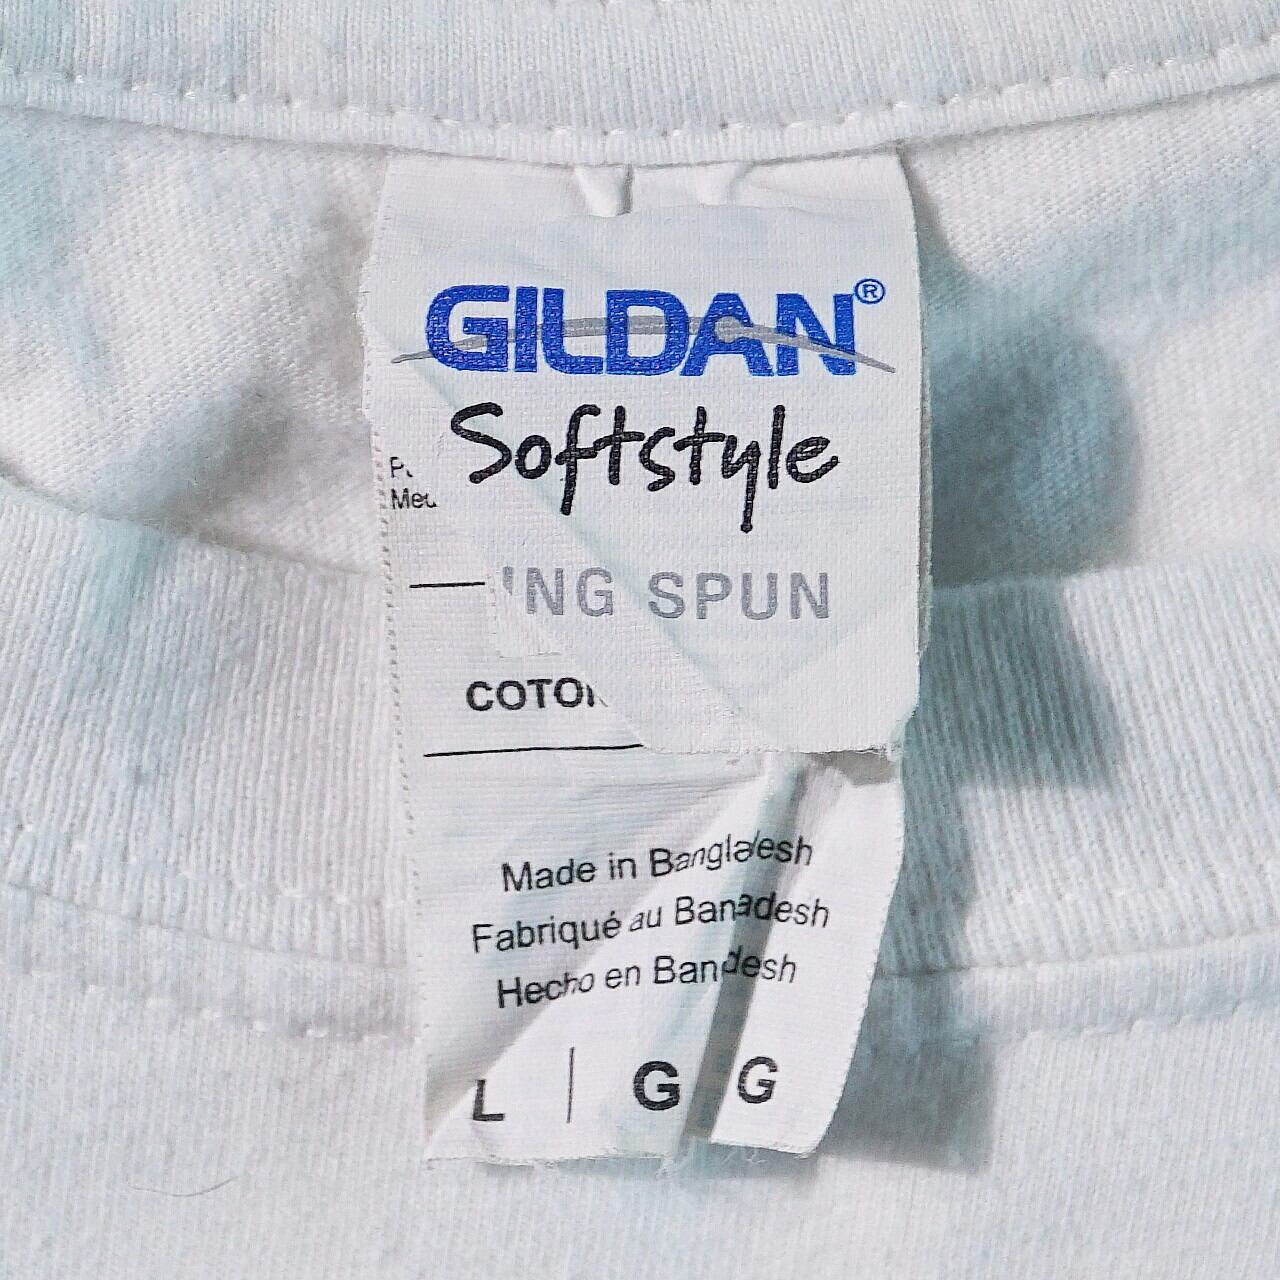 GILDAN®
Softstyle
ING SPUN
COTO
Made in Bangladesh
Fabriqué au Banadesh
Hecho en Bandesh
L | G G